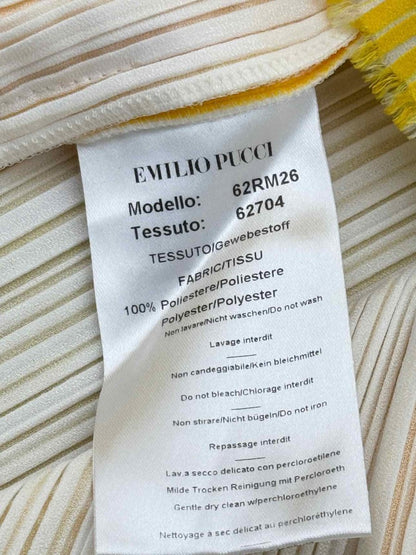 EMILIO PUCCI
Modello: 62RM26
Tessuto: 62704
TESSUTO/Gewebestoff
FABRIC/TISSU
100% Poliestere/Poliestere
Polyester/Polyester
Non lavare/Nicht waschen/Do not wash
Lavage interdit
Non candeggiabile/Kein bleichmittel
Do not bleach/Chlorage interdit
Non stirare/Nicht bügeln/Do not iron
Repassage interdit
Lav.a secco delicato con percloroetilene
Milde Trocken Reinigung mit Perchloroeth
Gentle dry clean w/perchloroethylene
Nettoyage a sec délicat au perchloréthylène